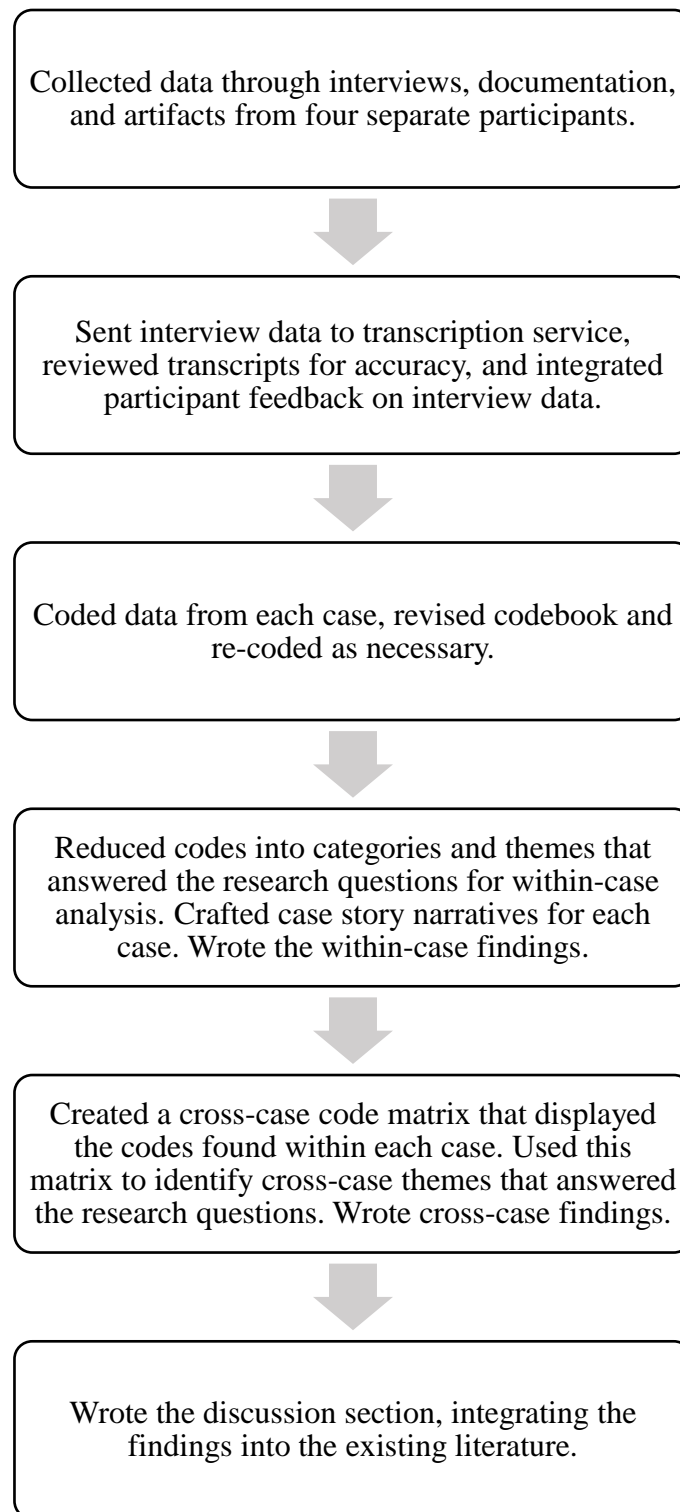 Collected data through interviews, documentation,
and artifacts from four separate participants.
Sent interview data to transcription service,
reviewed transcripts for accuracy, and integrated
participant feedback on interview data.
Coded data from each case, revised codebook and
re-coded as necessary.
Reduced codes into categories and themes that
answered the research questions for within-case
analysis. Crafted case story narratives for each
case. Wrote the within-case findings.
Created a cross-case code matrix that displayed
the codes found within each case. Used this
matrix to identify cross-case themes that answered
the research questions. Wrote cross-case findings.
Wrote the discussion section, integrating the
findings into the existing literature.